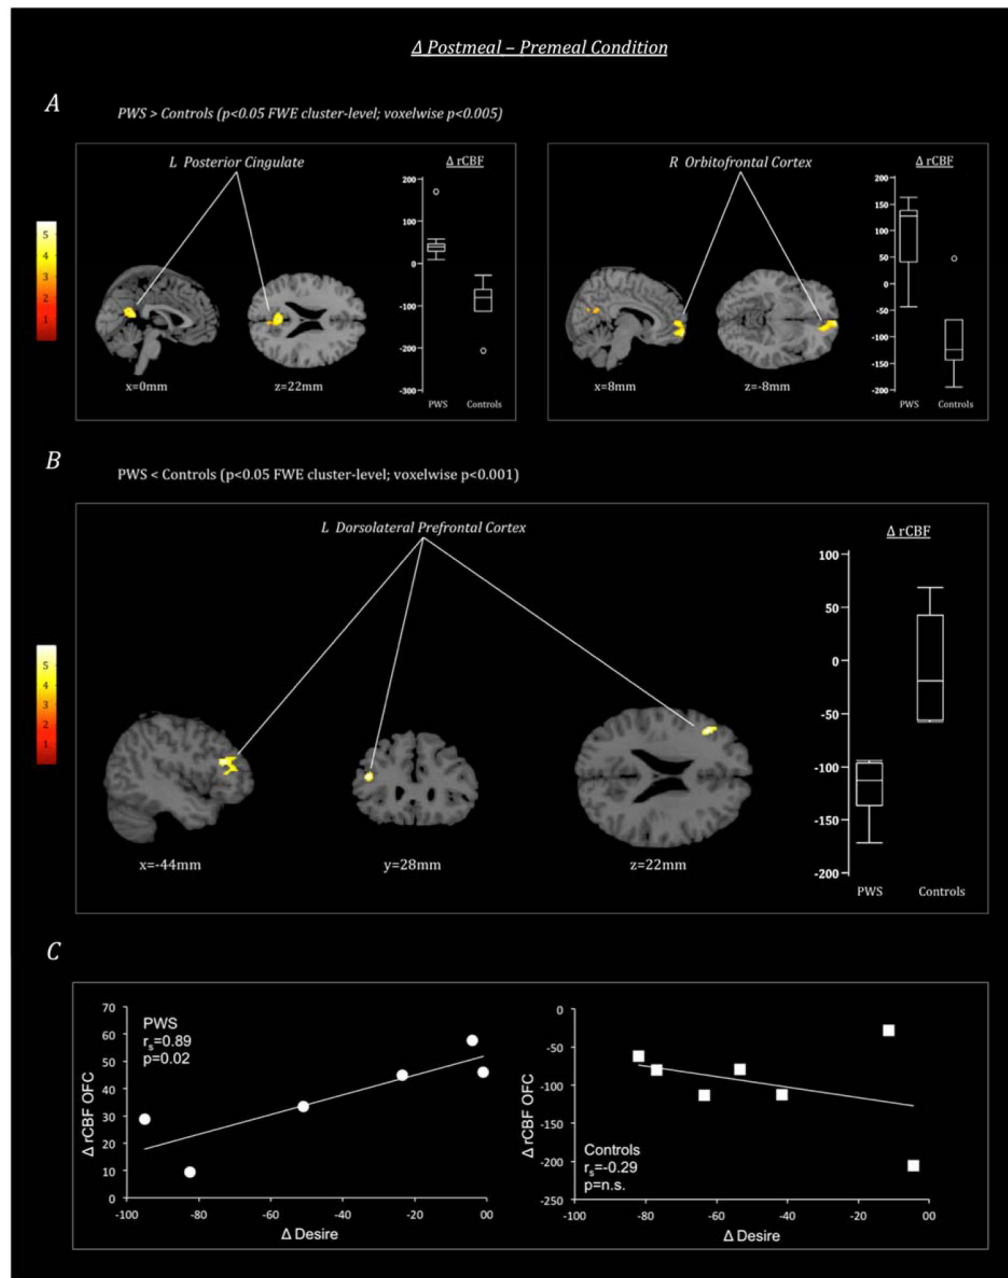 Δ Postmeal – Premeal Condition
A
PWS > Controls (p<0.05 FWE cluster-level; voxelwise p<0.005)
L Posterior Cingulate
Δ rCBF
5
4
3
2
1
200
100
0
-100
-200
-300
x=0mm
z=22mm
PWS
Controls
R Orbitofrontal Cortex
Δ rCBF
200
150
100
50
0
-50
-100
-150
-200
x=8mm
z=-8mm
PWS
Controls
B
PWS < Controls (p<0.05 FWE cluster-level; voxelwise p<0.001)
L Dorsolateral Prefrontal Cortex
Δ rCBF
5
4
3
2
1
100
50
0
-50
-100
-150
-200
x=-44mm
y=28mm
z=22mm
PWS
Controls
C
PWS
rs=0.89
p=0.02
Δ rCBF OFC
70
60
50
40
30
20
10
0
-100
-80
-60
-40
-20
00
Δ Desire
Controls
rs=-0.29
p=n.s.
Δ rCBF OFC
0
-50
-100
-150
-200
-250
-100
-80
-60
-40
-20
00
Δ Desire